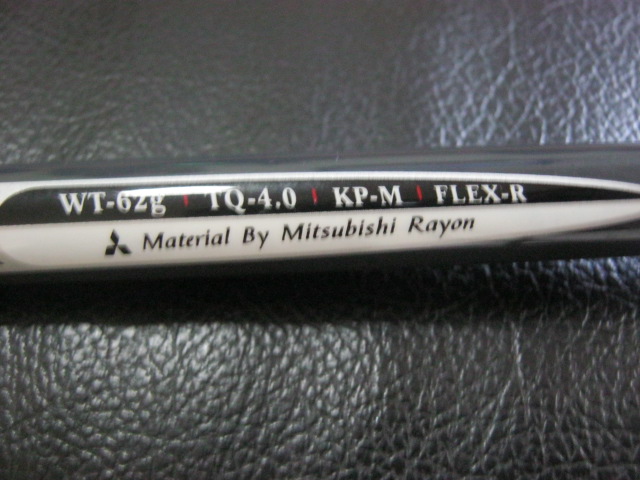 WT-62g | TQ-4.0 | KP-M | FLEX-R
Material By Mitsubishi Rayon